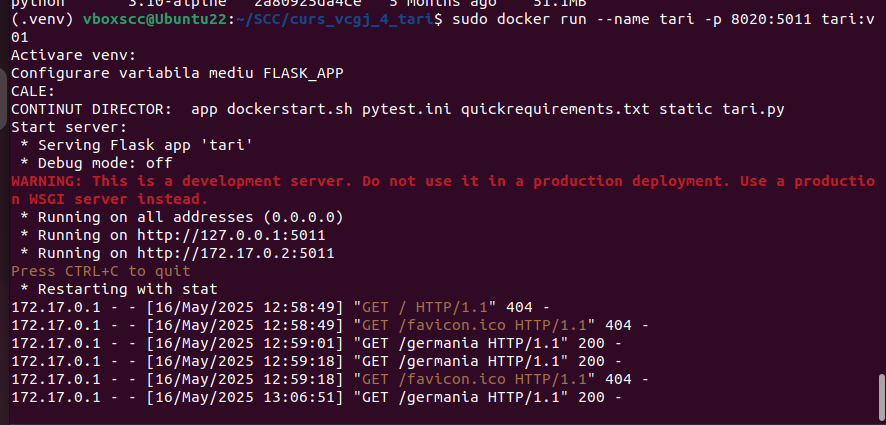 python       3.10-alpine   2a80925da4ce   5 months ago    51.1MB
(.venv) vboxscc@Ubuntu22:~/SCC/curs_vcgj_4_tari$ sudo docker run --name tari -p 8020:5011 tari:v
01
Activare venv:
Configurare variabila mediu FLASK_APP
CALE:
CONTINUT DIRECTOR:  app dockerstart.sh pytest.ini quickrequirements.txt static tari.py
Start server:
 * Serving Flask app 'tari'
 * Debug mode: off
WARNING: This is a development server. Do not use it in a production deployment. Use a productio
n WSGI server instead.
 * Running on all addresses (0.0.0.0)
 * Running on http://127.0.0.1:5011
 * Running on http://172.17.0.2:5011
Press CTRL+C to quit
 * Restarting with stat
172.17.0.1 - - [16/May/2025 12:58:49] "GET / HTTP/1.1" 404 -
172.17.0.1 - - [16/May/2025 12:58:49] "GET /favicon.ico HTTP/1.1" 404 -
172.17.0.1 - - [16/May/2025 12:59:01] "GET /germania HTTP/1.1" 200 -
172.17.0.1 - - [16/May/2025 12:59:18] "GET /germania HTTP/1.1" 200 -
172.17.0.1 - - [16/May/2025 12:59:18] "GET /favicon.ico HTTP/1.1" 404 -
172.17.0.1 - - [16/May/2025 13:06:51] "GET /germania HTTP/1.1" 200 -